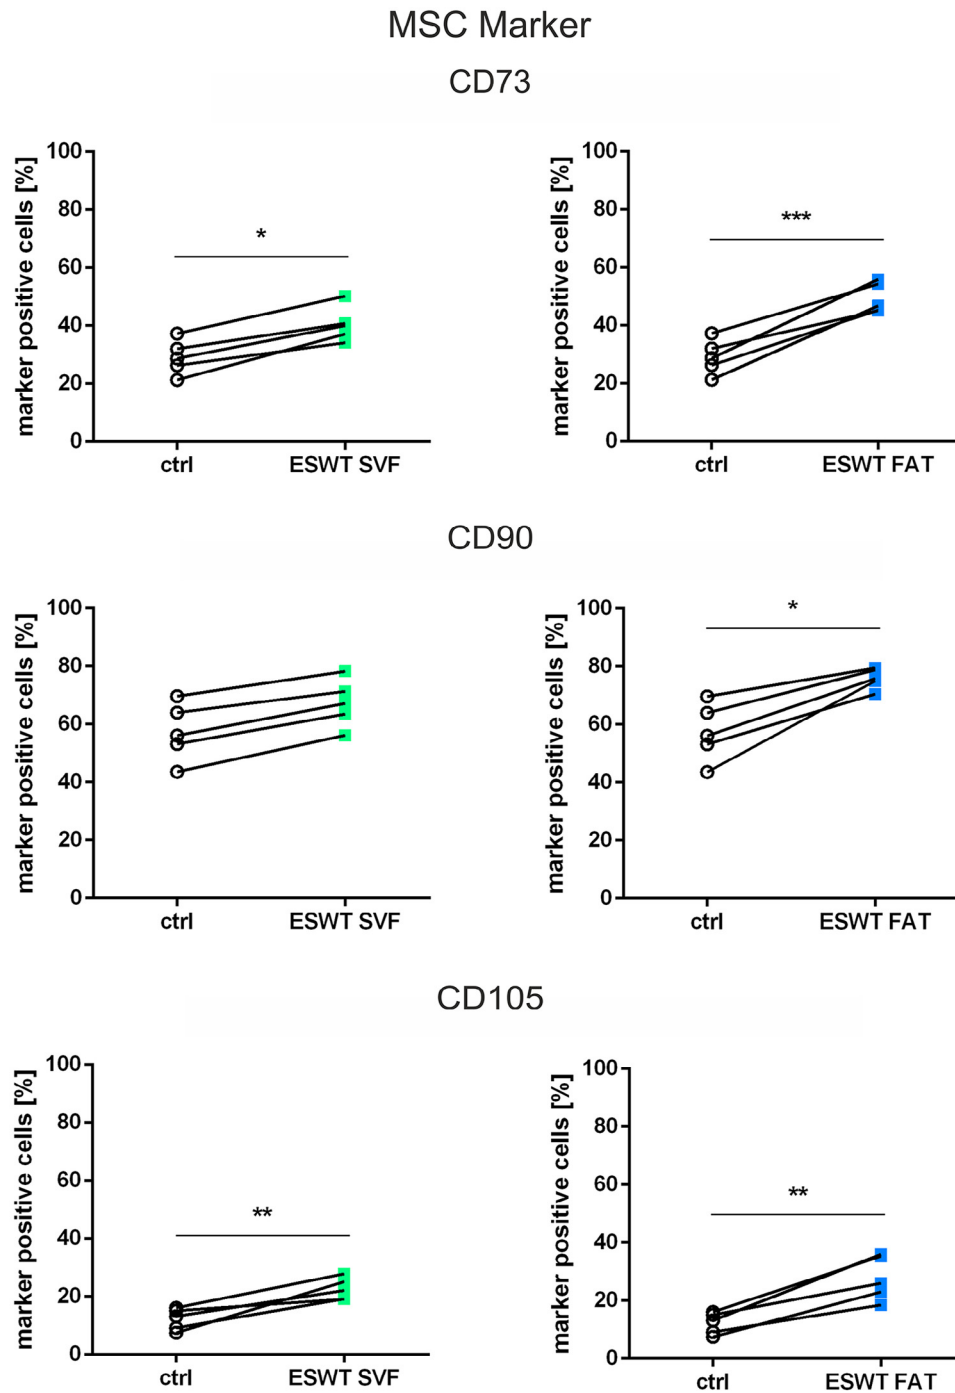 MSC Marker
CD73
marker positive cells [%]
100
80
60
40
20
0
*
ctrl
ESWT SVF
marker positive cells [%]
100
80
60
40
20
0
***
ctrl
ESWT FAT
CD90
marker positive cells [%]
100
80
60
40
20
0
ctrl
ESWT SVF
marker positive cells [%]
100
80
60
40
20
0
*
ctrl
ESWT FAT
CD105
marker positive cells [%]
100
80
60
40
20
0
**
ctrl
ESWT SVF
marker positive cells [%]
100
80
60
40
20
0
**
ctrl
ESWT FAT